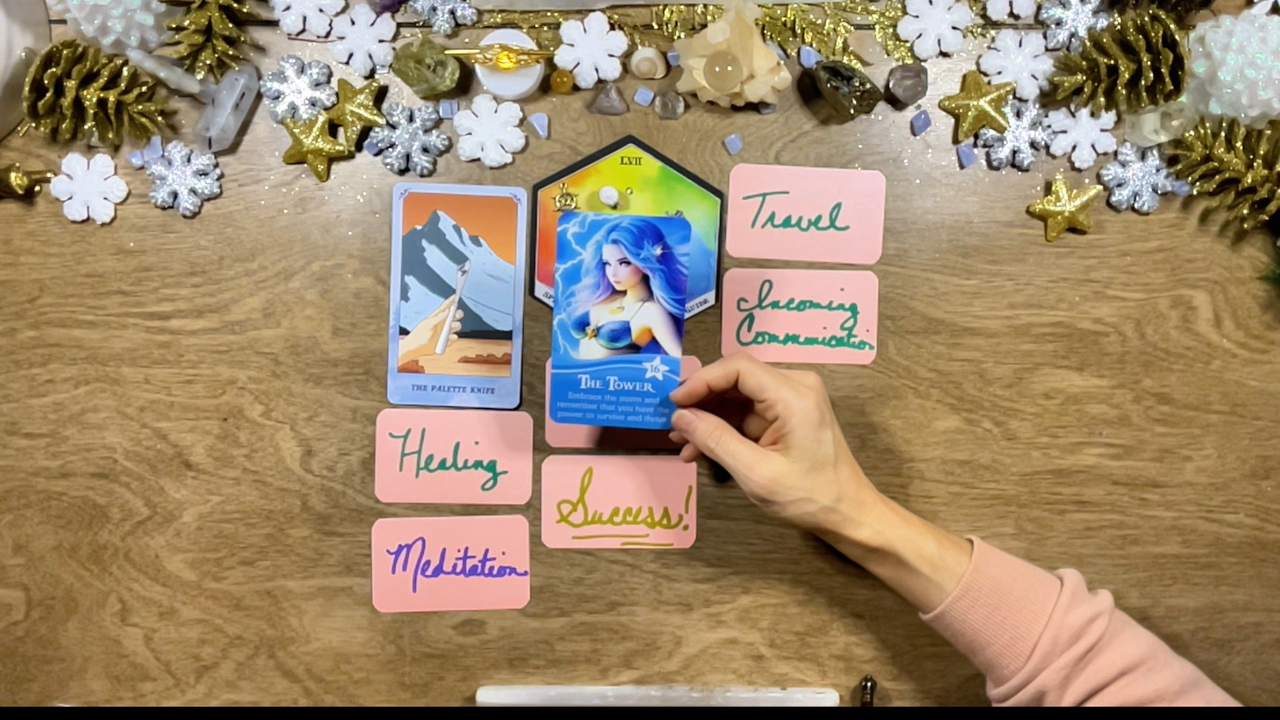 LVII
THE PALETTE KNIFE
16
THE TOWER
Embrace the storm and
remember that you have the
power to survive and thrive
Travel
Incoming
Communication
Healing
Success!
Meditation